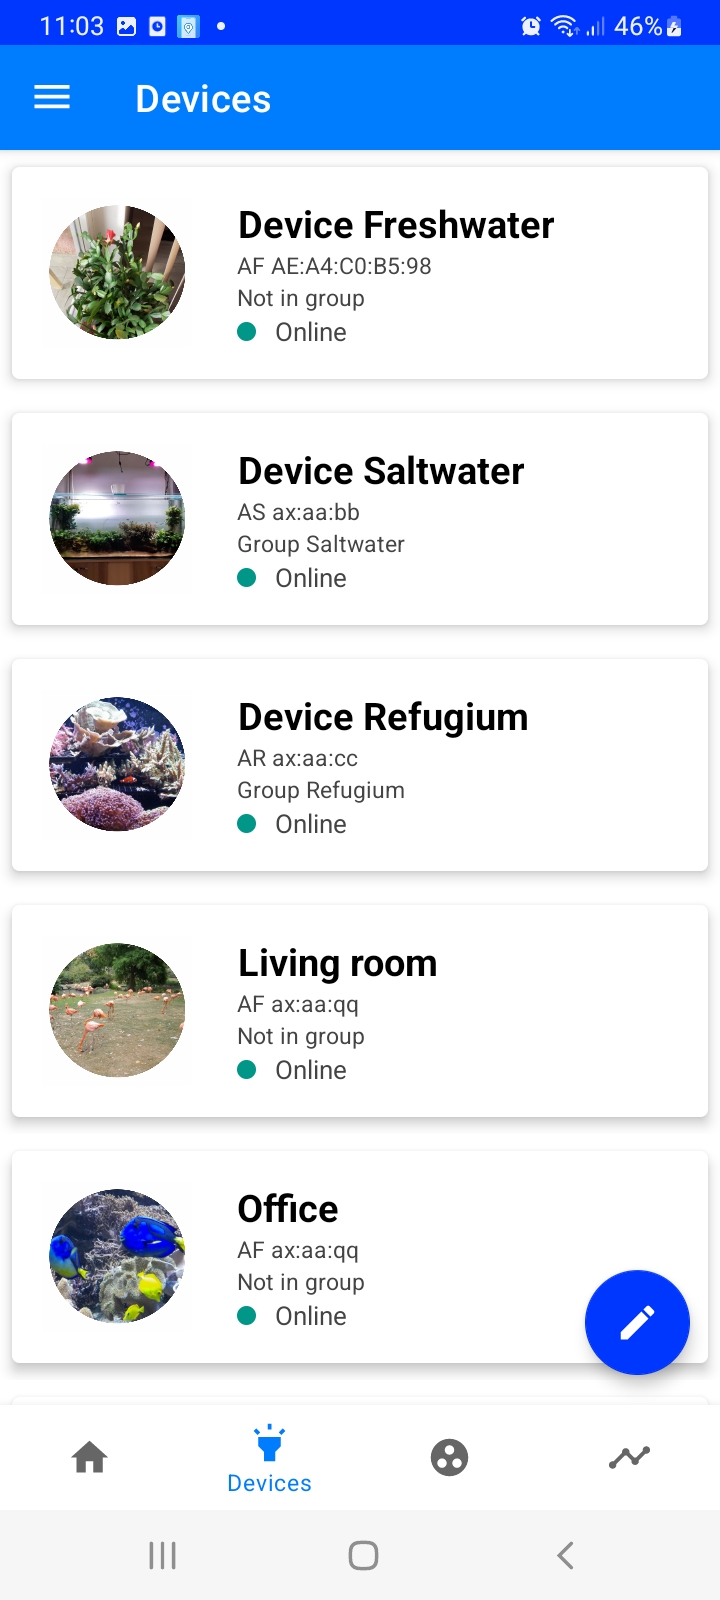 11:03
46%
Devices
Device Freshwater
AF AE:A4:C0:B5:98
Not in group
Online
Device Saltwater
AS ax:aa:bb
Group Saltwater
Online
Device Refugium
AR ax:aa:cc
Group Refugium
Online
Living room
AF ax:aa:qq
Not in group
Online
Office
AF ax:aa:qq
Not in group
Online
Devices